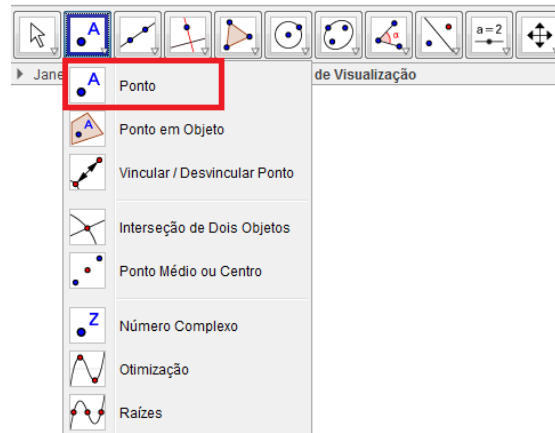 A
α
a=2
Jane
de Visualização
A Ponto
A Ponto em Objeto
Vincular / Desvincular Ponto
Interseção de Dois Objetos
Ponto Médio ou Centro
Z Número Complexo
Otimização
Raízes